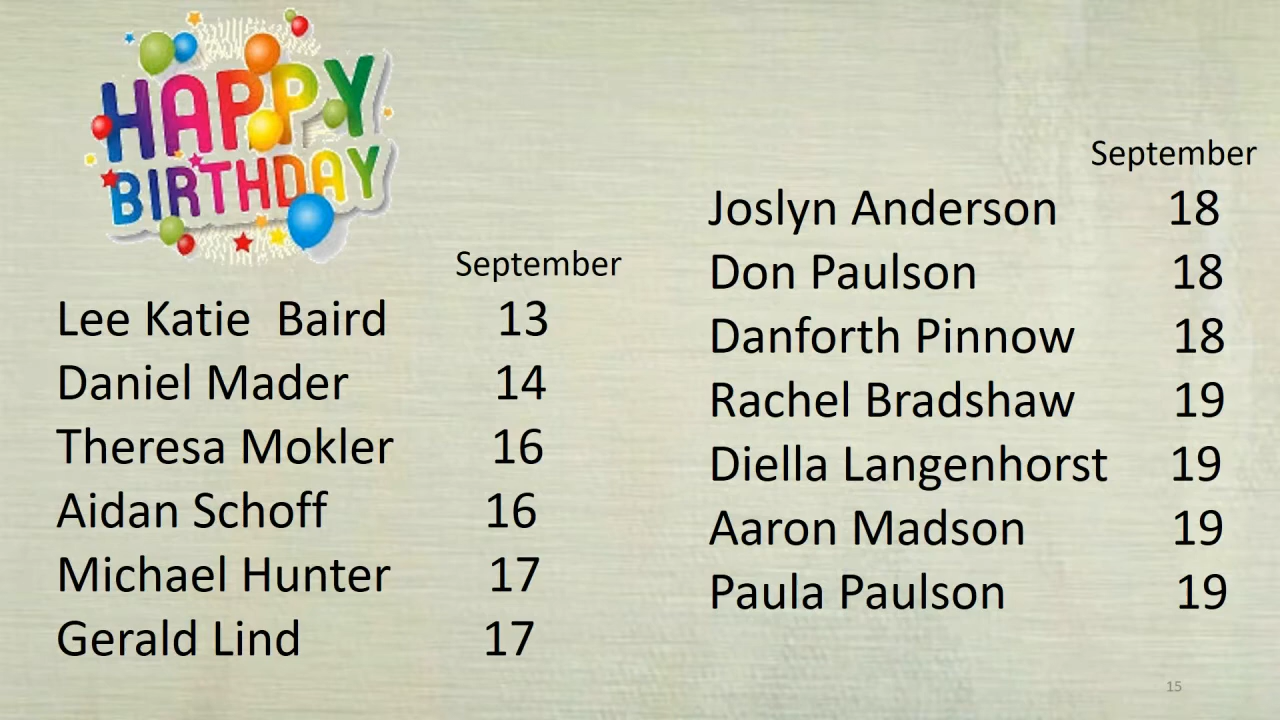 HAPPY
BIRTHDAY
September
Lee Katie  Baird 13
Daniel Mader 14
Theresa Mokler 16
Aidan Schoff 16
Michael Hunter 17
Gerald Lind 17
September
Joslyn Anderson 18
Don Paulson 18
Danforth Pinnow 18
Rachel Bradshaw 19
Diella Langenhorst 19
Aaron Madson 19
Paula Paulson 19
15